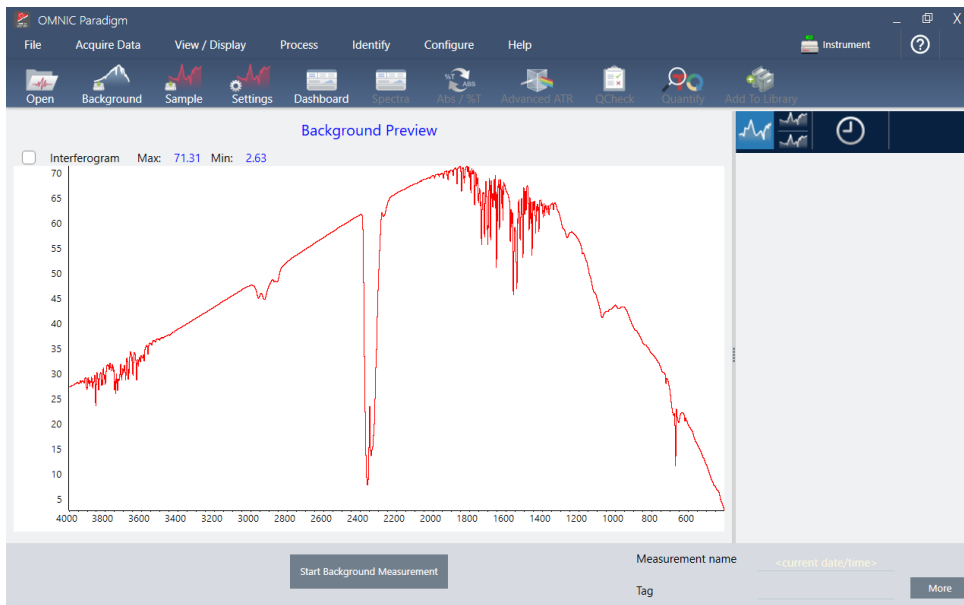 OMNIC Paradigm
File Acquire Data View / Display Process Identify Configure Help Instrument
%T ABS
Open Background Sample Settings Dashboard Spectra Abs / %T Advanced ATR QCheck Quantify Add To Library
Background Preview
Interferogram Max: 71.31 Min: 2.63
70
65
60
55
50
45
40
35
30
25
20
15
10
5
4000 3800 3600 3400 3200 3000 2800 2600 2400 2200 2000 1800 1600 1400 1200 1000 800 600
Measurement name <current date/time>
Start Background Measurement
Tag More